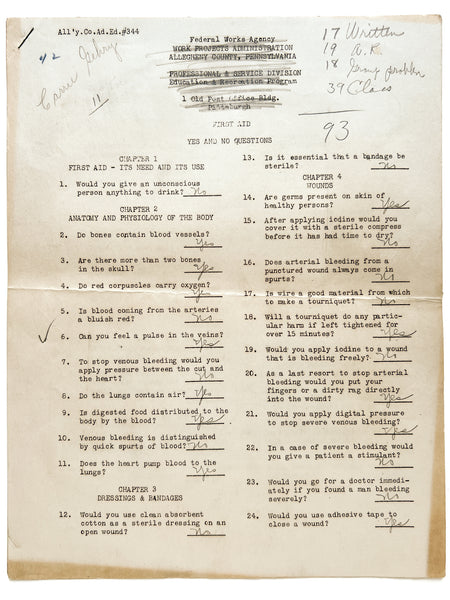 All'y.Co.Ad.Ed.#344
Federal Works Agency
WORK PROJECTS ADMINISTRATION
ALLEGHENY COUNTY, PENNSYLVANIA
PROFESSIONAL & SERVICE DIVISION
Education & Recreation Program
1 Old Post Office Bldg.
Pittsburgh
42
Carrie
11
17 Written
19 O.K.
18 Group problem
39 Class
93
FIRST AID
YES AND NO QUESTIONS
CHAPTER 1
FIRST AID - ITS NEED AND ITS USE
1. Would you give an unconscious
person anything to drink? No
CHAPTER 2
ANATOMY AND PHYSIOLOGY OF THE BODY
2. Do bones contain blood vessels?
Yes
3. Are there more than two bones
in the skull? Yes
4. Do red corpuscles carry oxygen?
Yes
5. Is blood coming from the arteries
a bluish red? No
6. Can you feel a pulse in the veins?
Yes
7. To stop venous bleeding would you
apply pressure between the cut and
the heart? No
8. Do the lungs contain air? Yes
9. Is digested food distributed to the
body by the blood? Yes
10. Venous bleeding is distinguished
by quick spurts of blood? No
11. Does the heart pump blood to the
lungs? Yes
CHAPTER 3
DRESSINGS & BANDAGES
12. Would you use clean absorbent
cotton as a sterile dressing on an
open wound? No
13. Is it essential that a bandage be
sterile? No
CHAPTER 4
WOUNDS
14. Are germs present on skin of
healthy persons? Yes
15. After applying iodine would you
cover it with a sterile compress
before it has had time to dry?
No
16. Does arterial bleeding from a
punctured wound always come in
spurts? No
17. Is wire a good material from which
to make a tourniquet? No
18. Will a tourniquet do any partic-
ular harm if left tightened for
over 15 minutes? Yes
19. Would you apply iodine to a wound
that is bleeding freely? No
20. As a last resort to stop arterial
bleeding would you put your
fingers or a dirty rag directly
into the wound? Yes
21. Would you apply digital pressure
to stop severe venous bleeding?
Yes
22. In a case of severe bleeding would
you give a patient a stimulant?
No
23. Would you go for a doctor immedi-
ately if you found a man bleeding
severely? No
24. Would you use adhesive tape to
close a wound? Yes